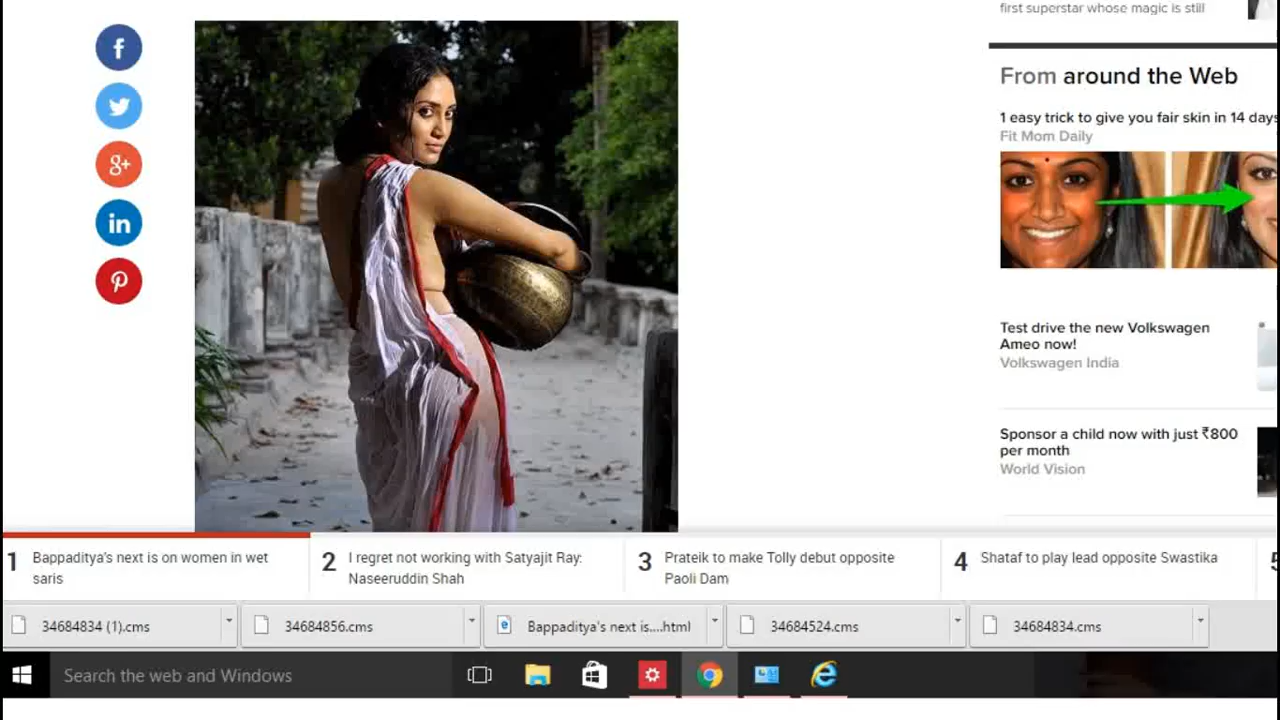 first superstar whose magic is still
From around the Web
1 easy trick to give you fair skin in 14 days
Fit Mom Daily
Test drive the new Volkswagen
Ameo now!
Volkswagen India
Sponsor a child now with just ₹800
per month
World Vision
1 Bappaditya's next is on women in wet
saris
2 I regret not working with Satyajit Ray:
Naseeruddin Shah
3 Prateik to make Tolly debut opposite
Paoli Dam
4 Shataf to play lead opposite Swastika
5
34684834 (1).cms
34684856.cms
Bappaditya's next is....html
34684524.cms
34684834.cms
Search the web and Windows